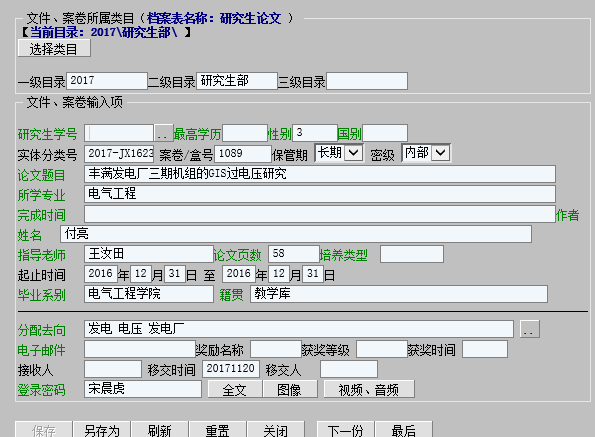 文件、案卷所属类目（档案表名称：研究生论文 ）
【当前目录：2017\研究生部\ 】
选择类目
一级目录 2017 二级目录 研究生部 三级目录
文件、案卷输入项
研究生学号 .. 最高学历 性别 3 国别
实体分类号 2017-JX1623 案卷/盒号 1089 保管期 长期 密级 内部
论文题目 丰满发电厂三期机组的GIS过电压研究
所学专业 电气工程
完成时间 作者
姓名 付亮
指导老师 王汝田 论文页数 58 培养类型
起止时间 2016 年 12 月 31 日 至 2016 年 12 月 31 日
毕业系别 电气工程学院 籍贯 教学库
分配去向 发电 电压 发电厂 ..
电子邮件 奖励名称 获奖等级 获奖时间
接收人 移交时间 20171120 移交人
登录密码 宋晨虎 全文 图像 视频、音频
保存 另存为 刷新 重置 关闭 下一份 最后